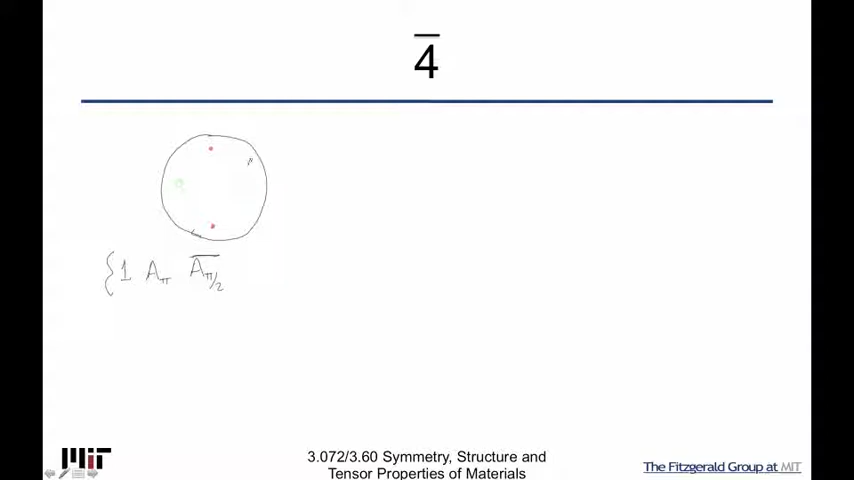 4̅
{1 A_π A̅_π/2
MIT
3.072/3.60 Symmetry, Structure and
Tensor Properties of Materials
The Fitzgerald Group at MIT